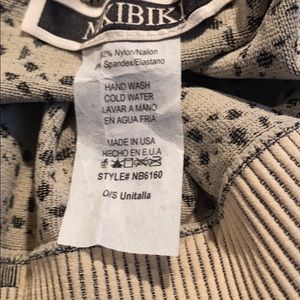 NIKIBIKI
% Nylon/Nailon
% Spandex/Elastano
HAND WASH
COLD WATER
LAVAR A MANO
EN AGUA FRIA
MADE IN USA
HECHO EN E.U.A
STYLE# NB6160
O/S Unitalla